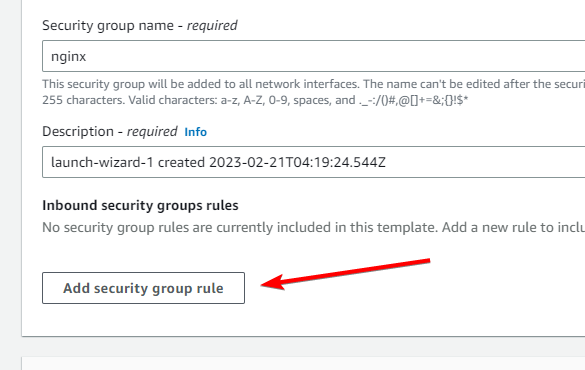 Security group name - required
nginx
This security group will be added to all network interfaces. The name can't be edited after the securi
255 characters. Valid characters: a-z, A-Z, 0-9, spaces, and ._-:/()#,@[]+=&;{}!$*
Description - required Info
launch-wizard-1 created 2023-02-21T04:19:24.544Z
Inbound security groups rules
No security group rules are currently included in this template. Add a new rule to inclu
Add security group rule